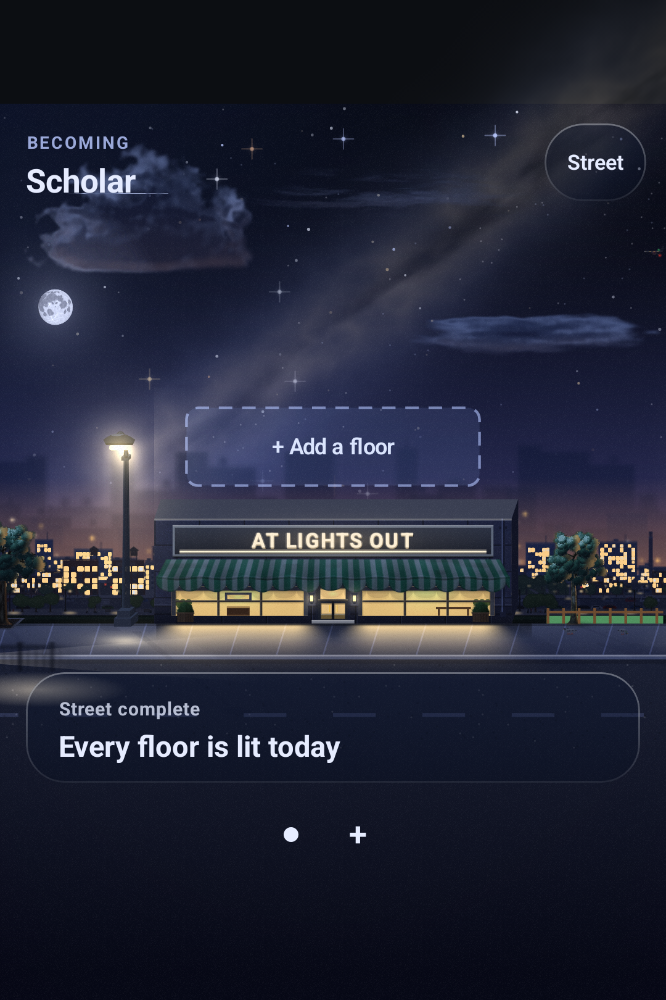 BECOMING
Scholar
Street
+ Add a floor
AT LIGHTS OUT
Street complete
Every floor is lit today
+